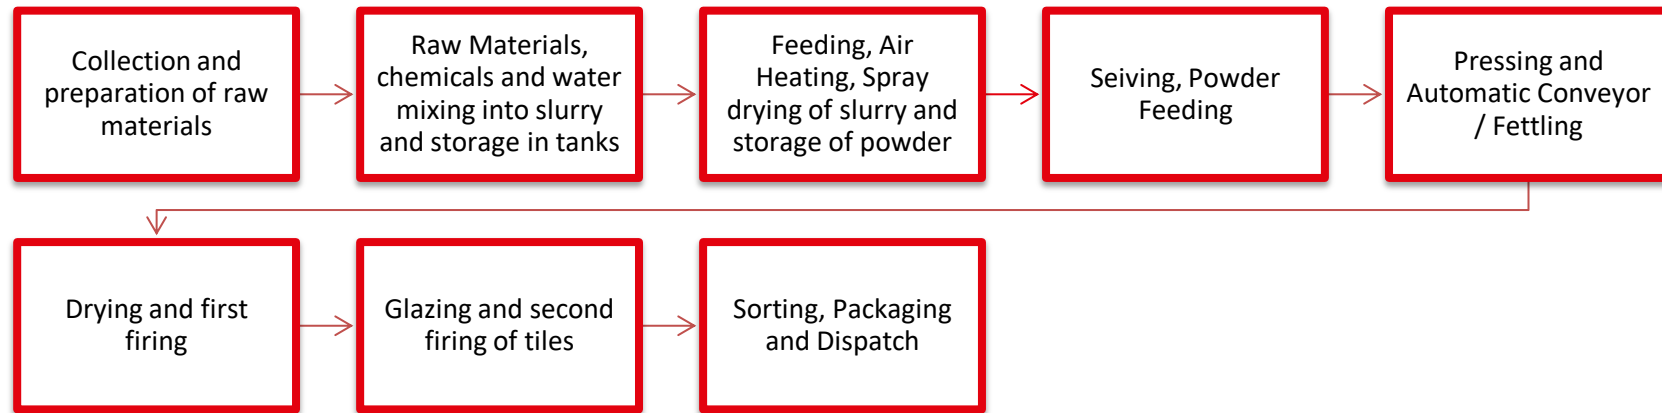 Collection and
preparation of raw
materials
Raw Materials,
chemicals and water
mixing into slurry
and storage in tanks
Feeding, Air
Heating, Spray
drying of slurry and
storage of powder
Seiving, Powder
Feeding
Pressing and
Automatic Conveyor
/ Fettling
Drying and first
firing
Glazing and second
firing of tiles
Sorting, Packaging
and Dispatch